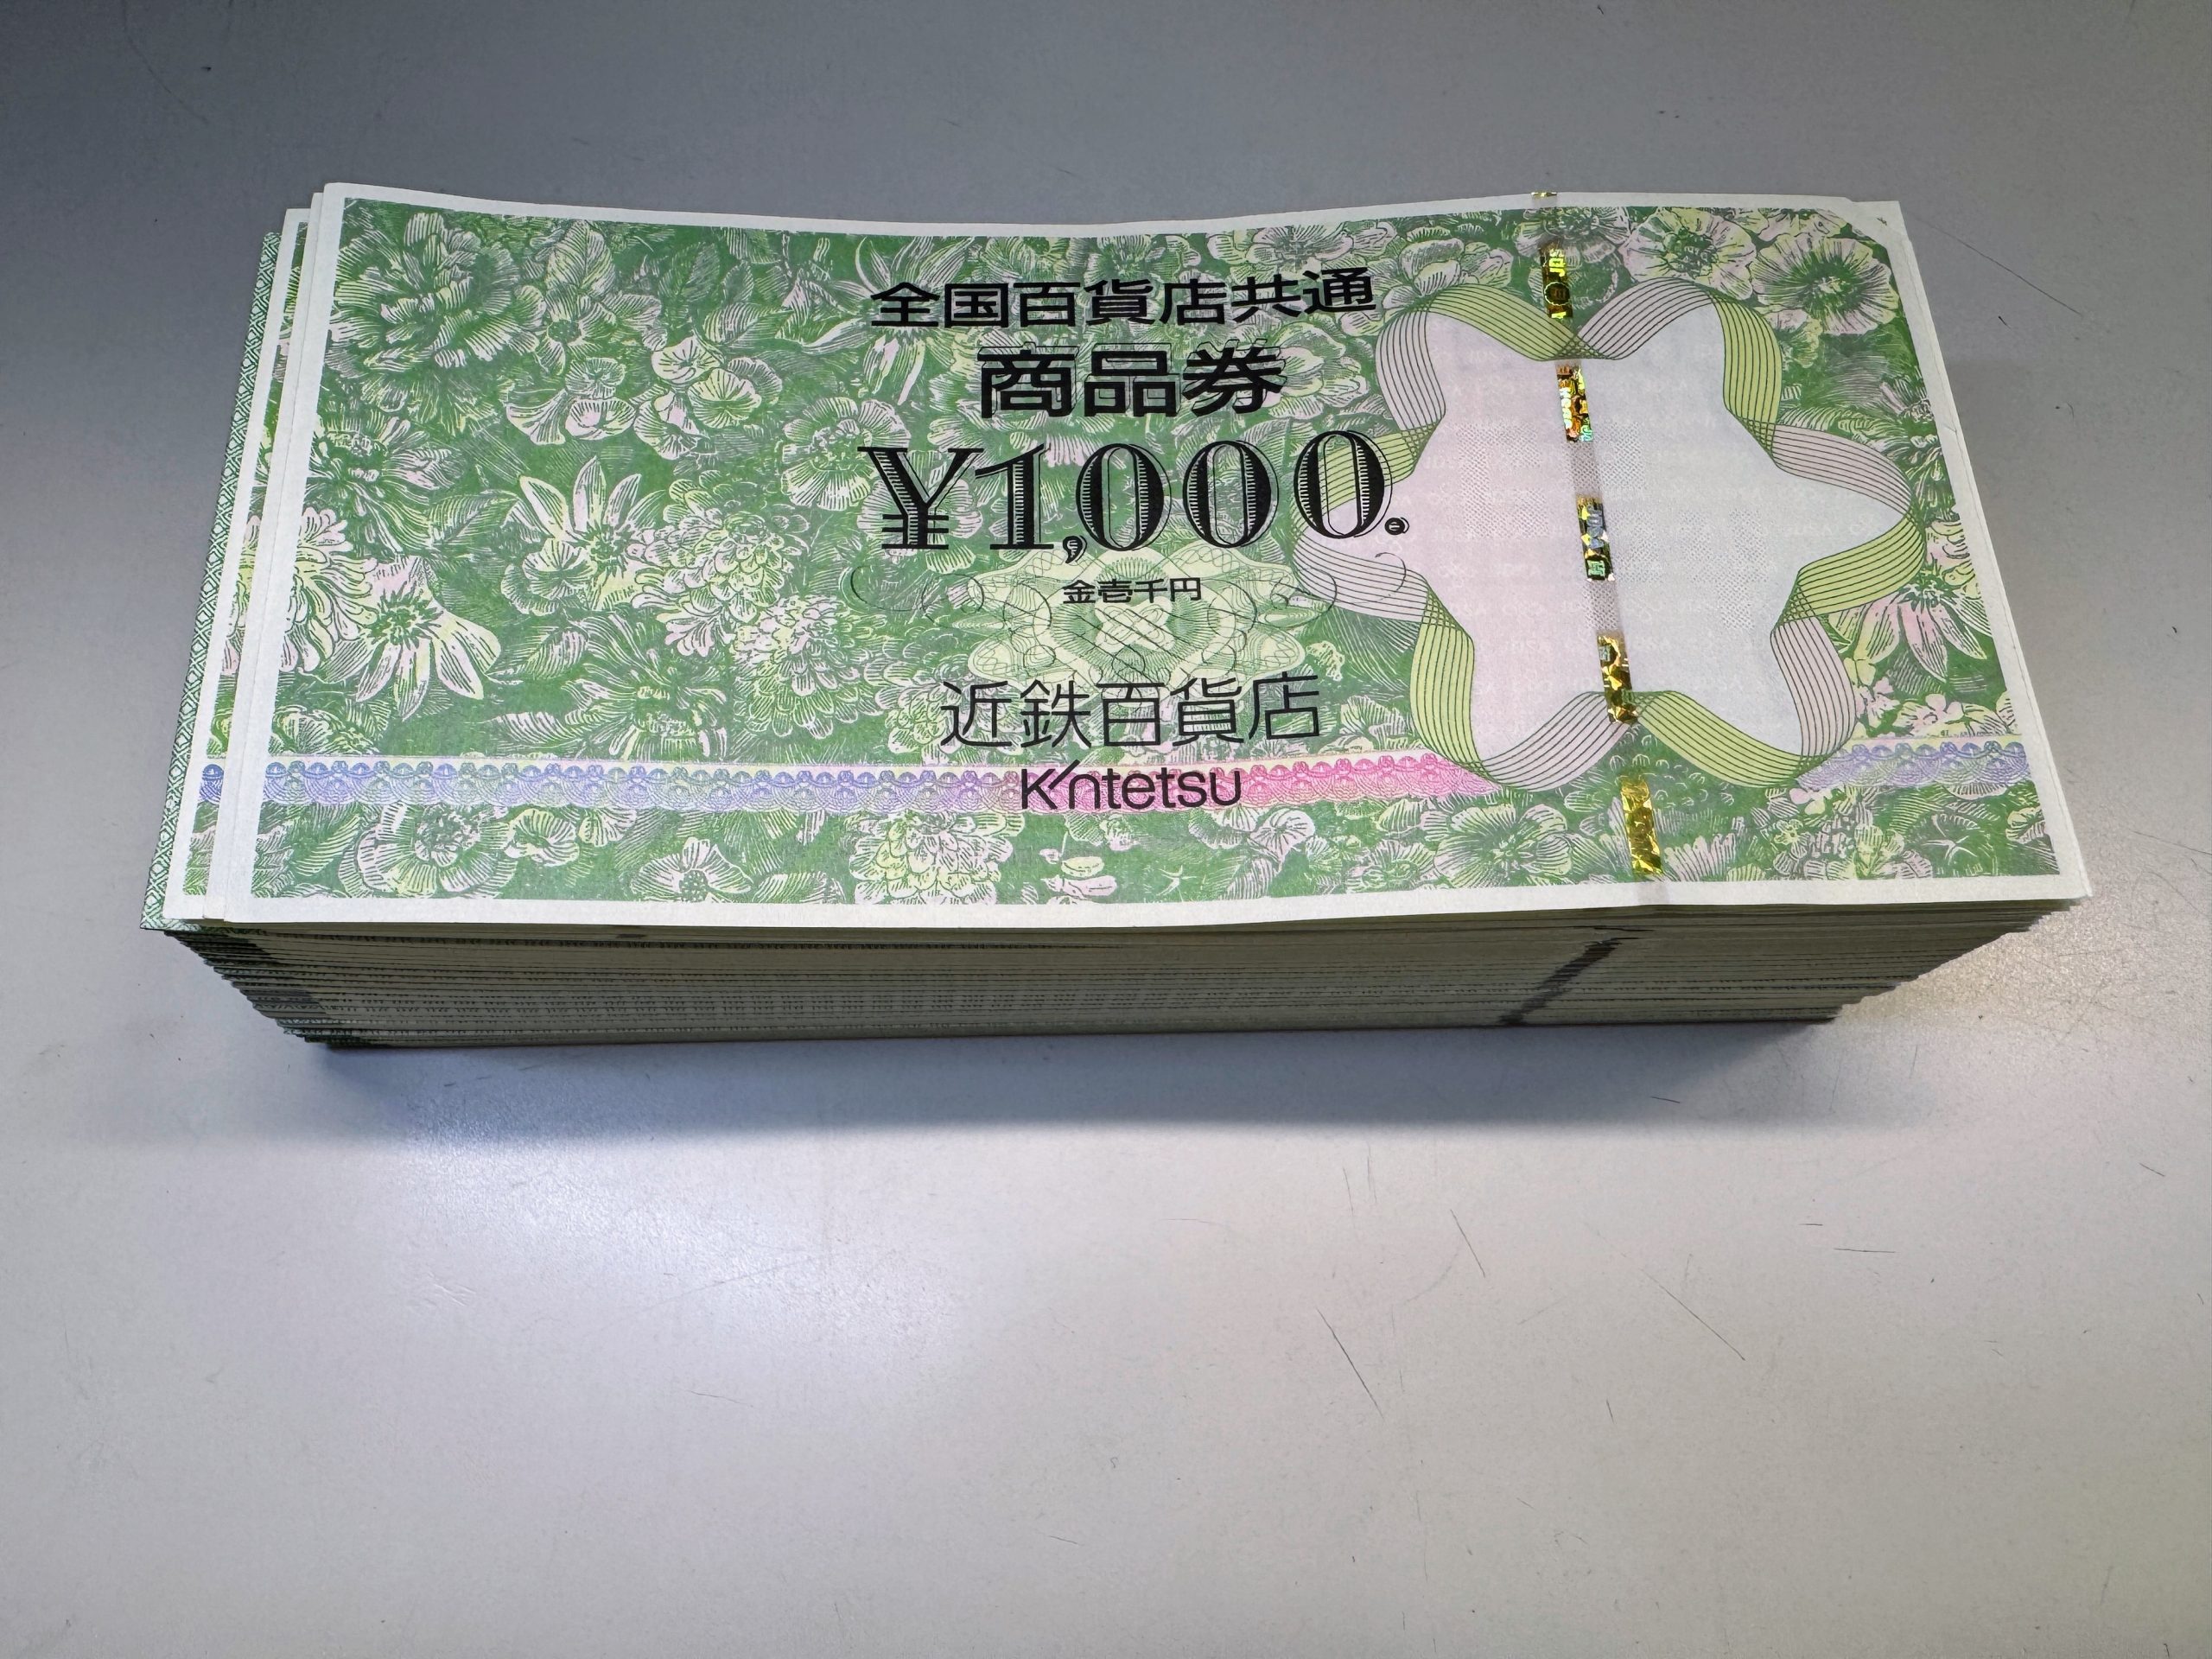 全国百貨店共通
商品券
¥1,000.
金壱千円
近鉄百貨店
Kintetsu